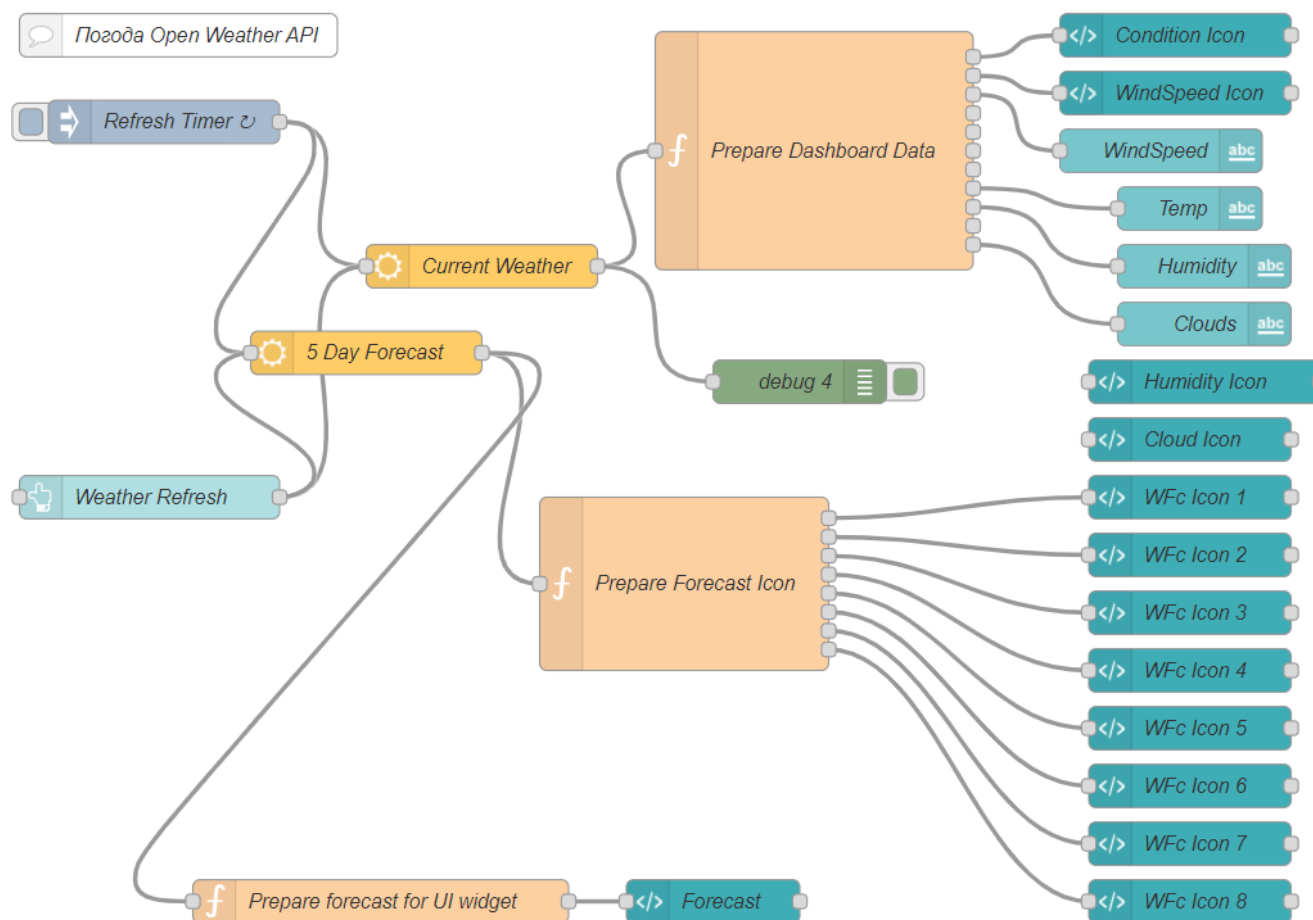 Погода Open Weather API
Refresh Timer ↻
Current Weather
5 Day Forecast
Weather Refresh
Prepare Dashboard Data
Condition Icon
WindSpeed Icon
WindSpeed abc
Temp abc
Humidity abc
Clouds abc
debug 4
Humidity Icon
Cloud Icon
Prepare Forecast Icon
WFc Icon 1
WFc Icon 2
WFc Icon 3
WFc Icon 4
WFc Icon 5
WFc Icon 6
WFc Icon 7
WFc Icon 8
Prepare forecast for UI widget
Forecast